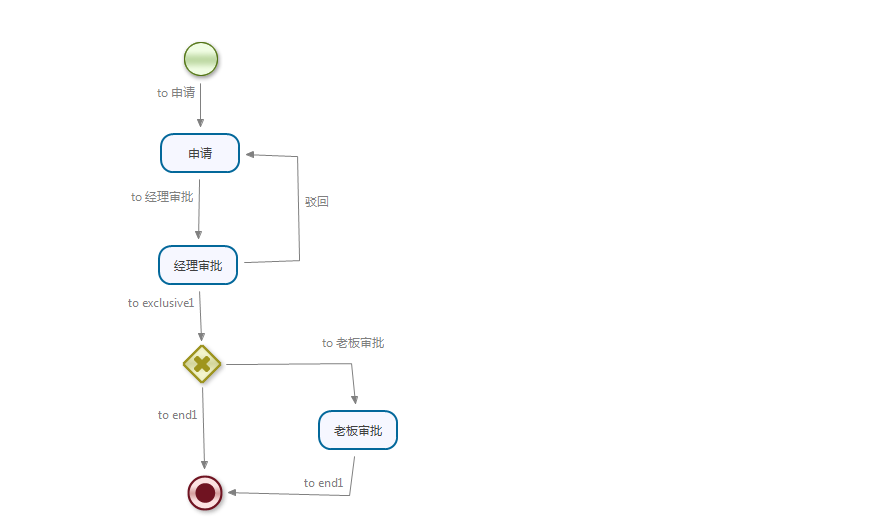 to 申请
申请
to 经理审批
驳回
经理审批
to exclusive1
to 老板审批
to end1
老板审批
to end1